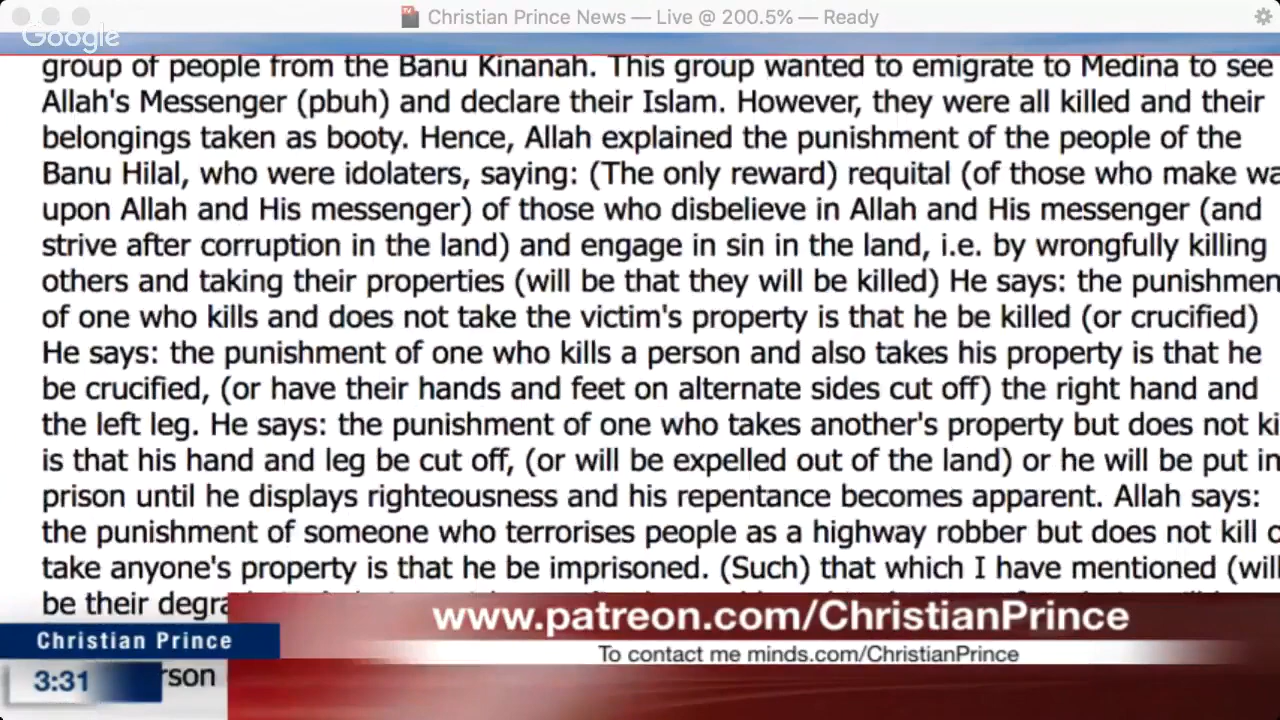 Christian Prince News — Live @ 200.5% — Ready
Google
group of people from the Banu Kinanah. This group wanted to emigrate to Medina to see
Allah's Messenger (pbuh) and declare their Islam. However, they were all killed and their
belongings taken as booty. Hence, Allah explained the punishment of the people of the
Banu Hilal, who were idolaters, saying: (The only reward) requital (of those who make wa
upon Allah and His messenger) of those who disbelieve in Allah and His messenger (and
strive after corruption in the land) and engage in sin in the land, i.e. by wrongfully killing
others and taking their properties (will be that they will be killed) He says: the punishmen
of one who kills and does not take the victim's property is that he be killed (or crucified)
He says: the punishment of one who kills a person and also takes his property is that he
be crucified, (or have their hands and feet on alternate sides cut off) the right hand and
the left leg. He says: the punishment of one who takes another's property but does not ki
is that his hand and leg be cut off, (or will be expelled out of the land) or he will be put in
prison until he displays righteousness and his repentance becomes apparent. Allah says:
the punishment of someone who terrorises people as a highway robber but does not kill o
take anyone's property is that he be imprisoned. (Such) that which I have mentioned (will
be their degra
www.patreon.com/ChristianPrince
Christian Prince
To contact me minds.com/ChristianPrince
3:31
rson